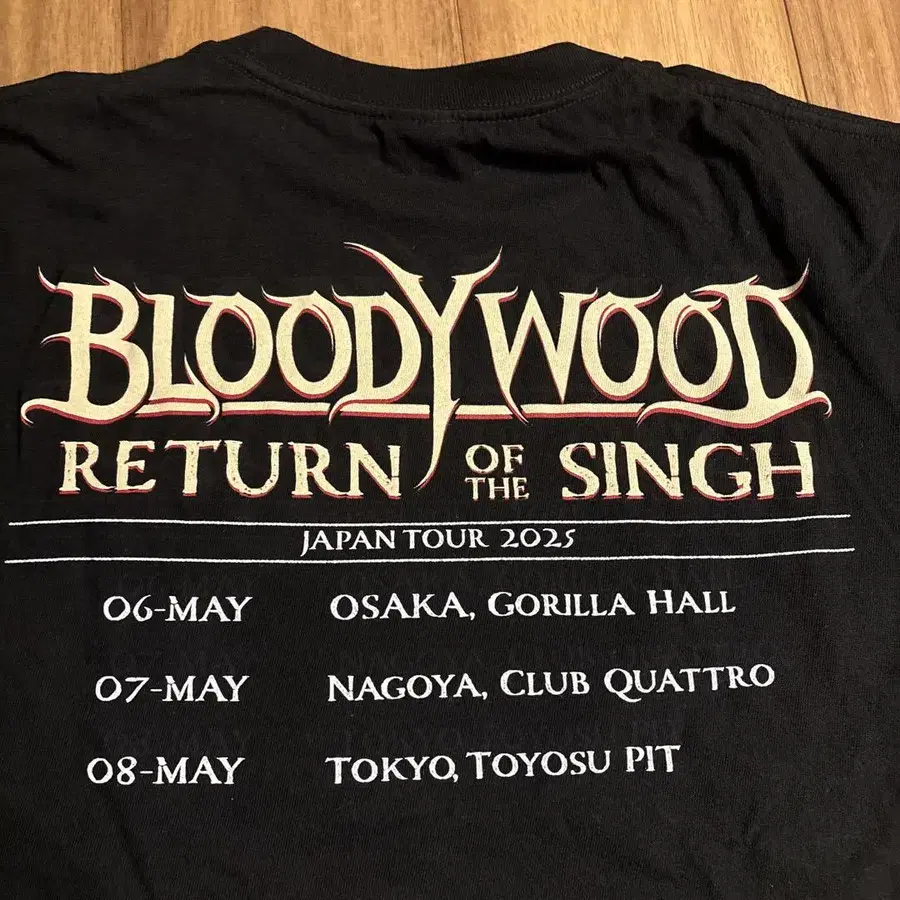 BLOODYWOOD
RETURN OF THE SINGH
JAPAN TOUR 2025
06-MAY OSAKA, GORILLA HALL
07-MAY NAGOYA, CLUB QUATTRO
08-MAY TOKYO, TOYOSU PIT